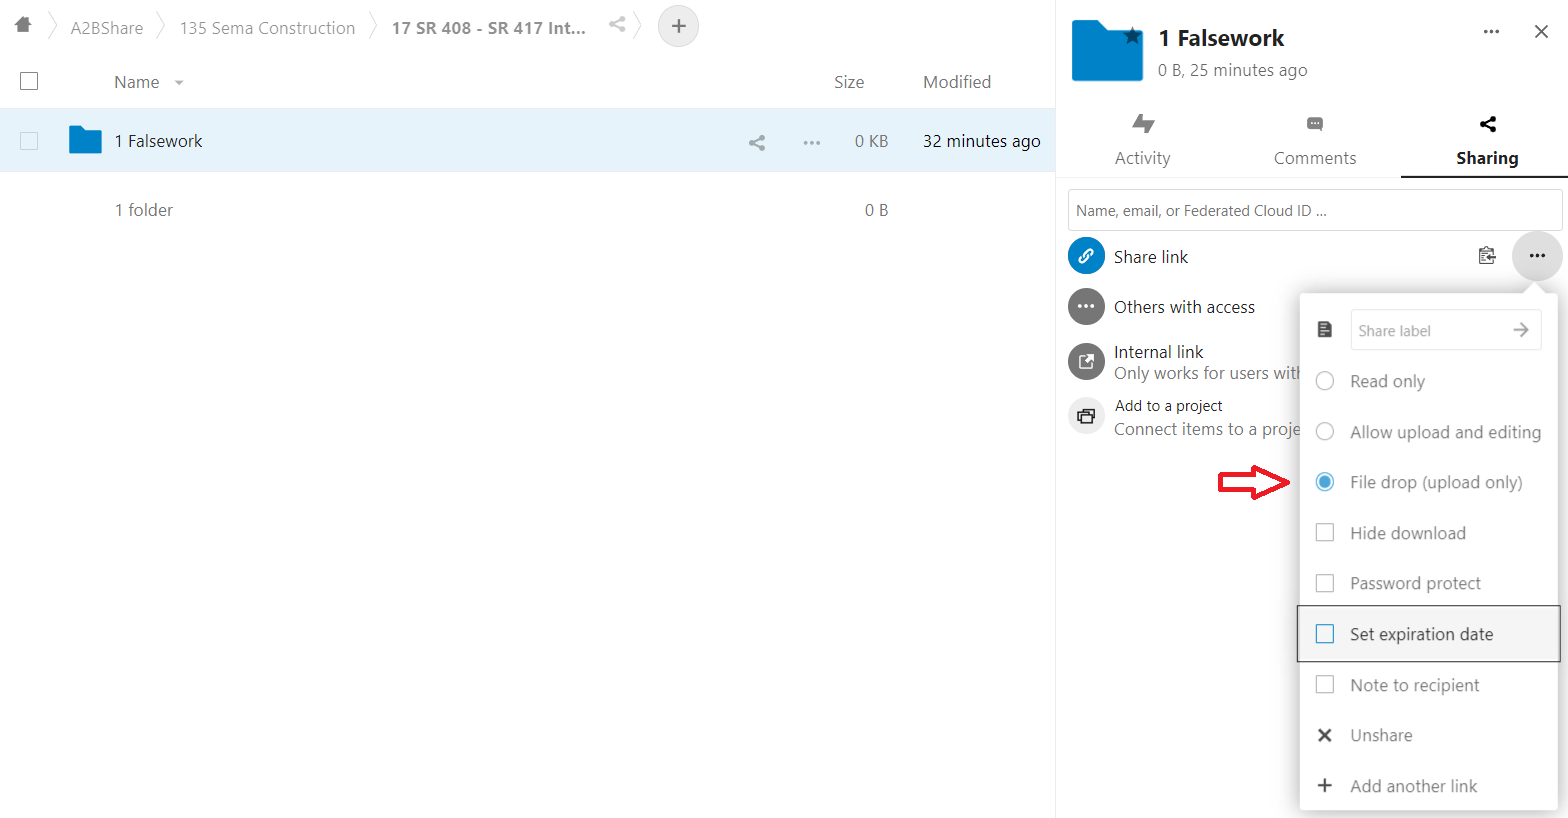 A2BShare 135 Sema Construction 17 SR 408 - SR 417 Int...
Name Size Modified
1 Falsework 0 KB 32 minutes ago
1 folder 0 B
1 Falsework
0 B, 25 minutes ago
Activity Comments Sharing
Name, email, or Federated Cloud ID ...
Share link
Others with access
Internal link
Only works for users with
Add to a project
Connect items to a proje
Share label
Read only
Allow upload and editing
File drop (upload only)
Hide download
Password protect
Set expiration date
Note to recipient
Unshare
Add another link